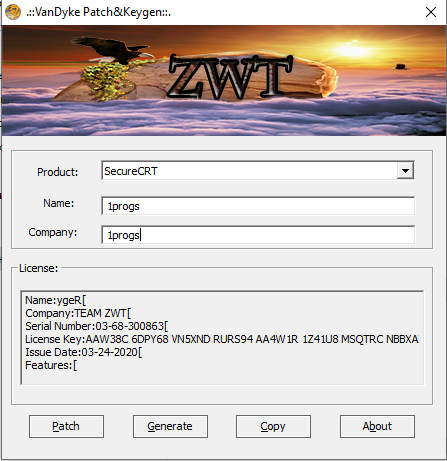 .::VanDyke Patch&Keygen::.
ZWT
Product: SecureCRT
Name: 1progs
Company: 1progs
License:
Name:ygeR[
Company:TEAM ZWT[
Serial Number:03-68-300863[
License Key:AAW38C 6DPY68 VN5XND RURS94 AA4W1R 1Z41U8 MSQTRC NBBXA
Issue Date:03-24-2020[
Features:[
Patch Generate Copy About